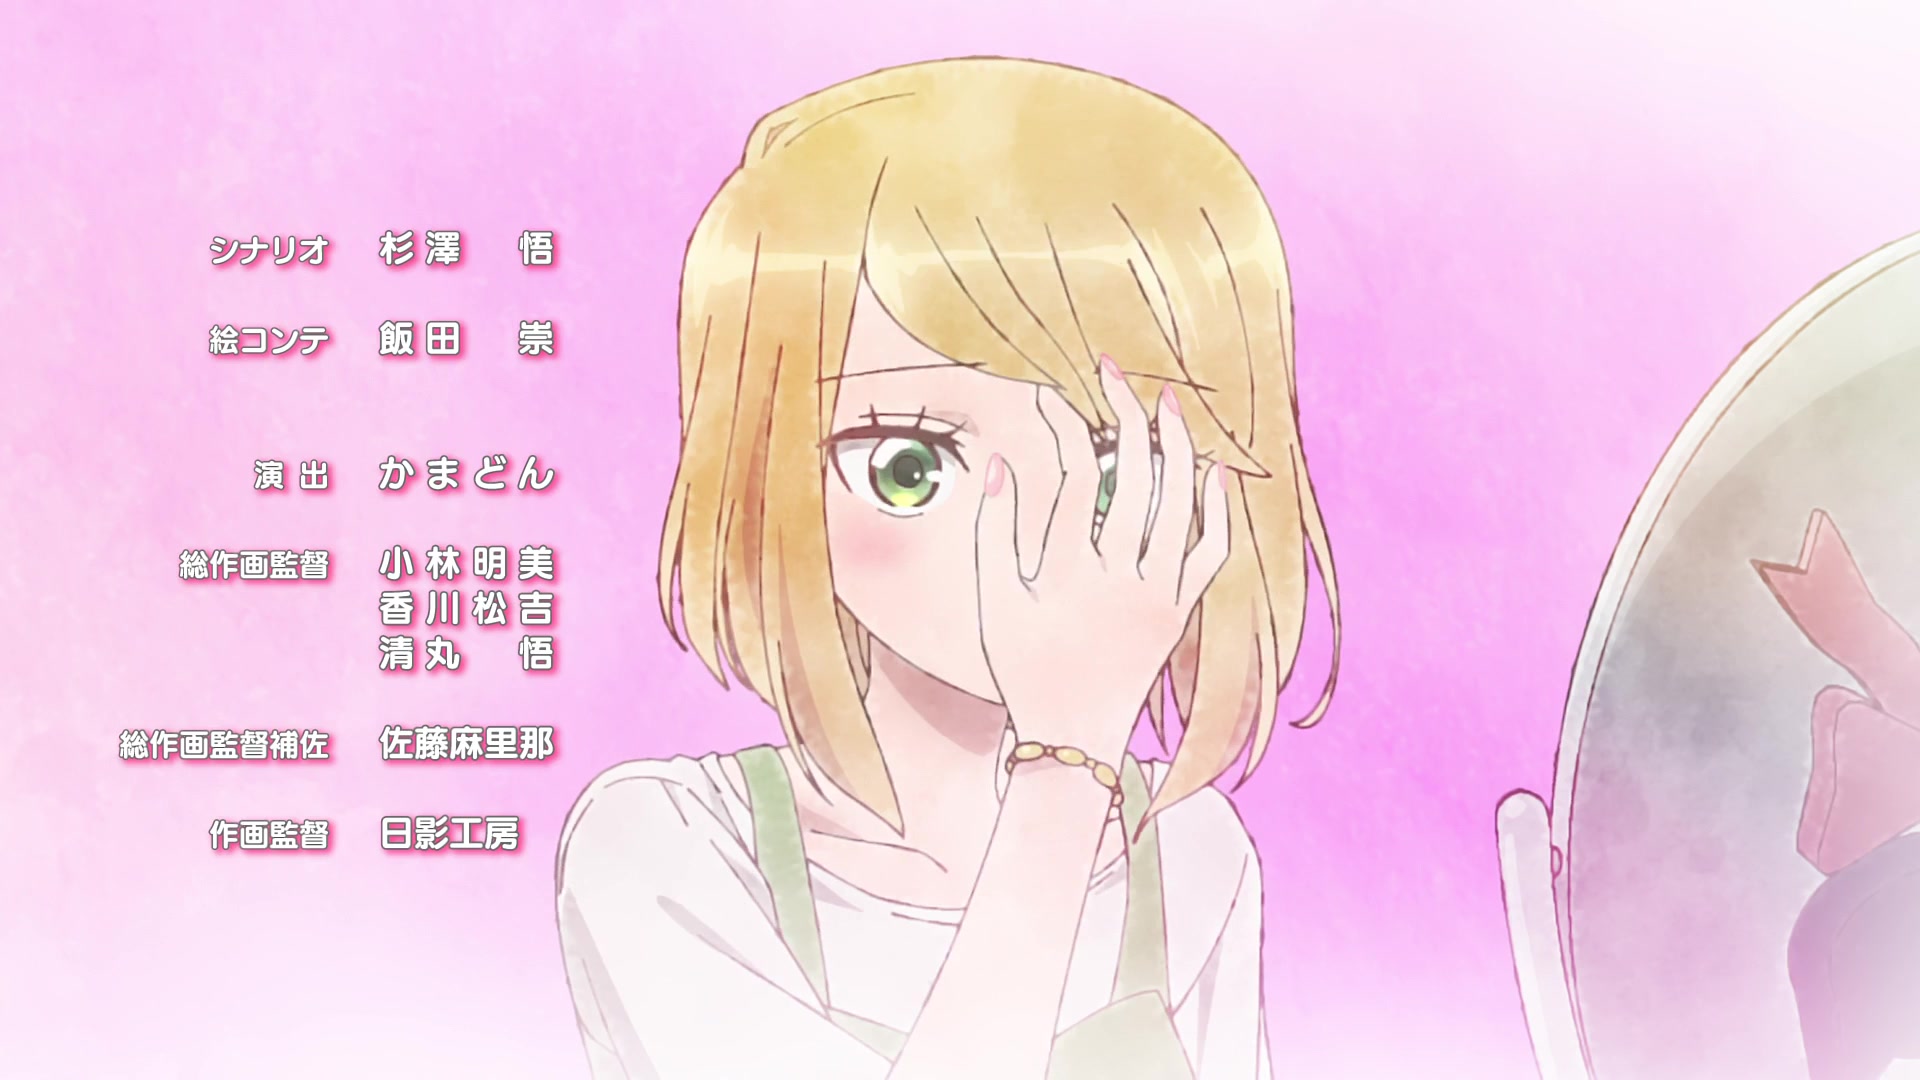 シナリオ 杉澤 悟
絵コンテ 飯田 崇
演出 かまどん
総作画監督 小林明美
香川松吉
清丸 悟
総作画監督補佐 佐藤麻里那
作画監督 日影工房